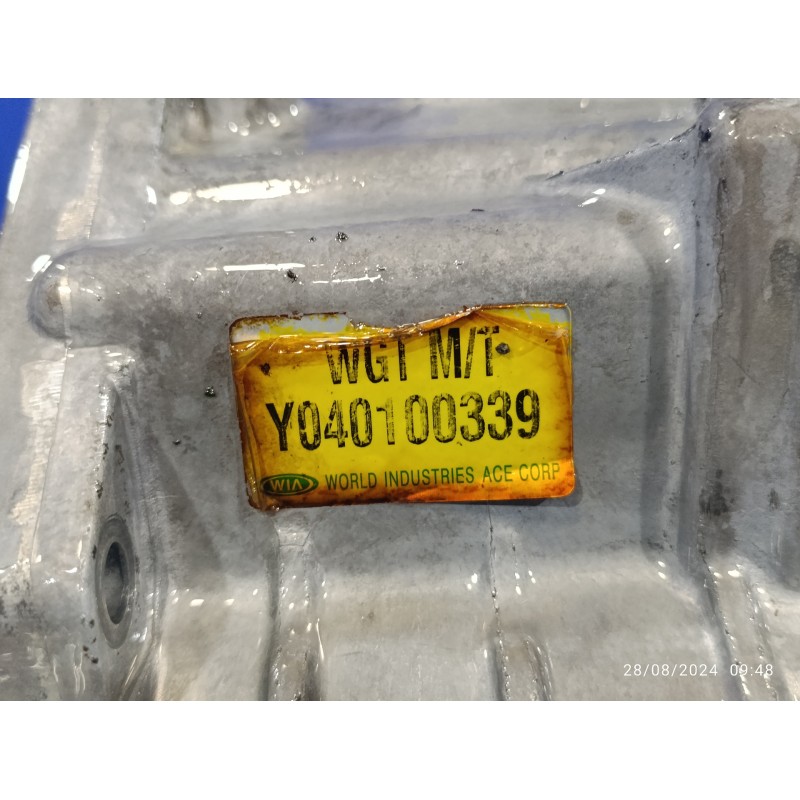 WGT M/T
Y040100339
WIA WORLD INDUSTRIES ACE CORP
28/08/2024 09:48